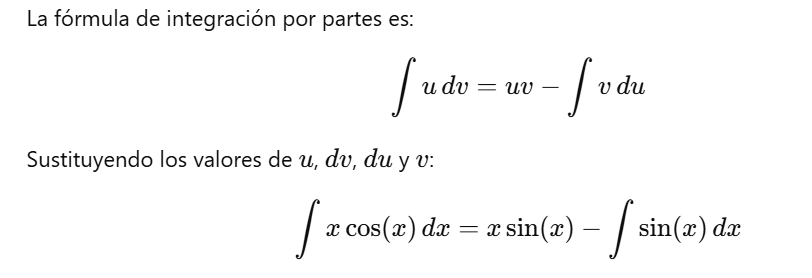 La fórmula de integración por partes es:
∫ u dv = uv − ∫ v du
Sustituyendo los valores de u, dv, du y v:
∫ x cos(x) dx = x sin(x) − ∫ sin(x) dx